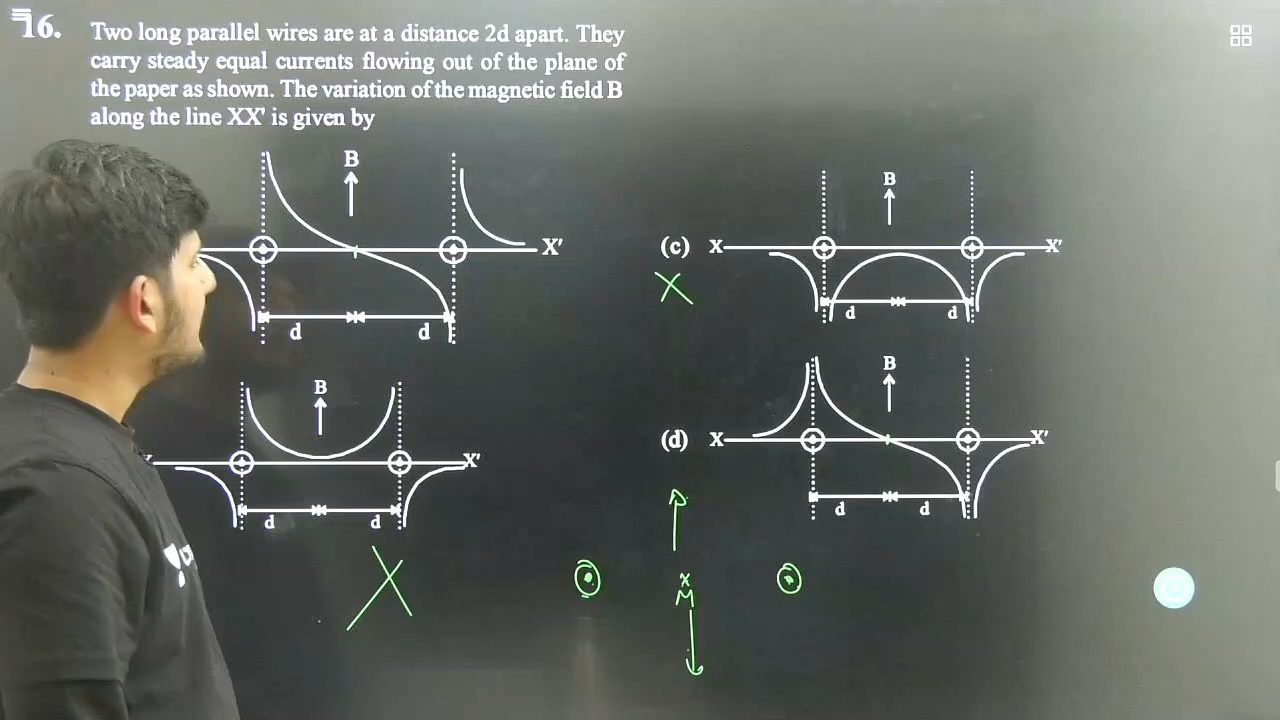 16.
Two long parallel wires are at a distance 2d apart. They
carry steady equal currents flowing out of the plane of
the paper as shown. The variation of the magnetic field B
along the line XX' is given by
B
X'
d d
(c) X
B
X'
d d
X
B
X'
d d
(d) X
B
X'
d d
x
M